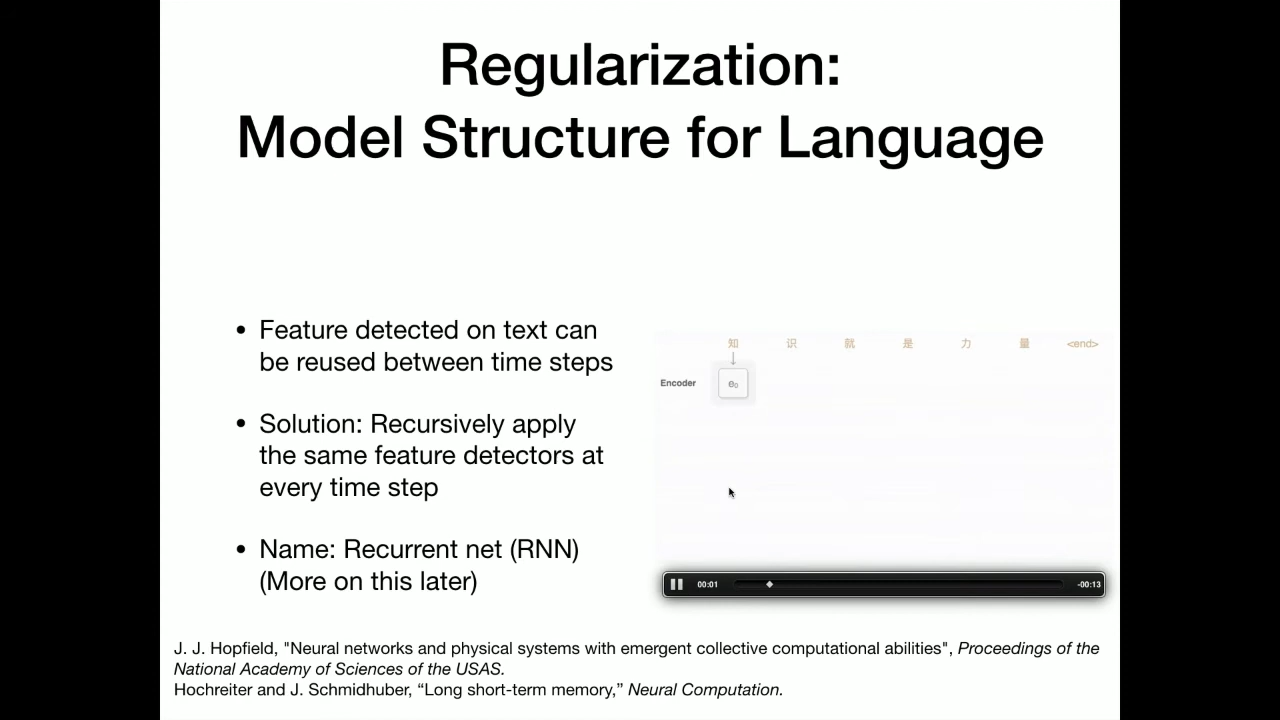 Regularization:
Model Structure for Language
• Feature detected on text can
be reused between time steps
• Solution: Recursively apply
the same feature detectors at
every time step
• Name: Recurrent net (RNN)
(More on this later)
知 识 就 是 力 量 <end>
Encoder e₀
00:01 -00:13
J. J. Hopfield, "Neural networks and physical systems with emergent collective computational abilities", Proceedings of the
National Academy of Sciences of the USAS.
Hochreiter and J. Schmidhuber, “Long short-term memory,” Neural Computation.